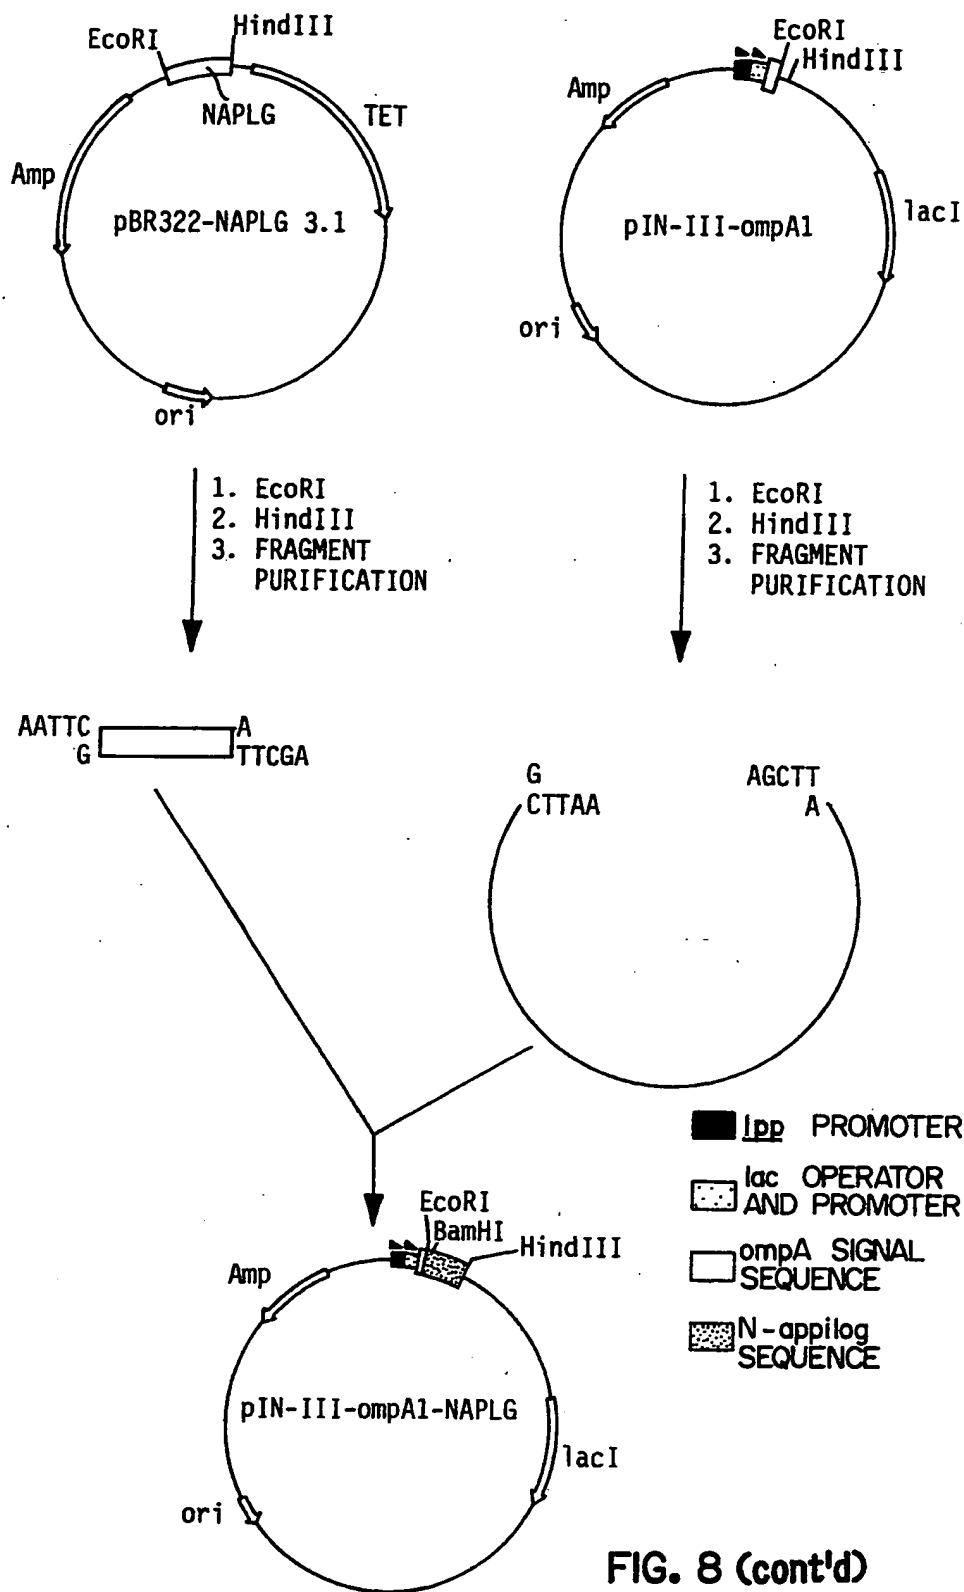 EcoRI
HindIII
NAPLG
TET
Amp
pBR322-NAPLG 3.1
ori
EcoRI
HindIII
Amp
lacI
pIN-III-ompA1
ori
1. EcoRI
2. HindIII
3. FRAGMENT
PURIFICATION
1. EcoRI
2. HindIII
3. FRAGMENT
PURIFICATION
AATTC
G
A
TTCGA
G
CTTAA
AGCTT
A
lpp PROMOTER
lac OPERATOR
AND PROMOTER
ompA SIGNAL
SEQUENCE
N-appilog
SEQUENCE
EcoRI
BamHI
HindIII
Amp
pIN-III-ompA1-NAPLG
lacI
ori
FIG. 8 (cont'd)